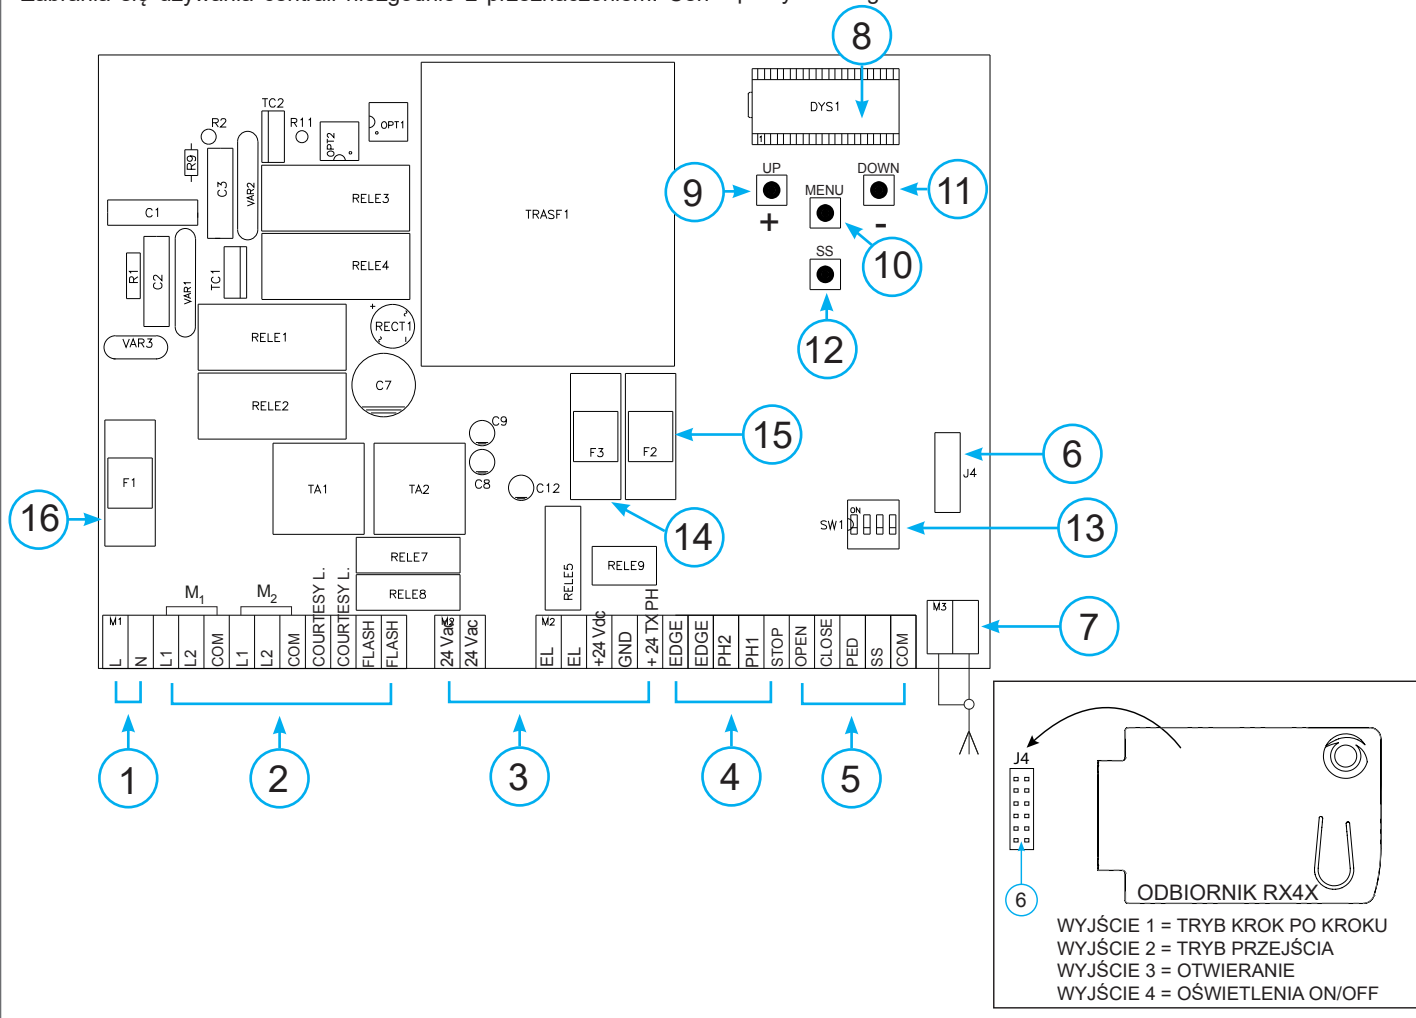 8
DYS1
1
UP
DOWN
9
MENU
11
+
-
10
SS
12
TC2
R2
R11
OPT1
OPT2
R9
C3
VAR2
RELE3
TRASF1
C1
RELE4
R1
C2
VAR1
TC1
RECT1
+
VAR3
RELE1
C7
RELE2
C9
C8
C12
F3
F2
15
14
6
J4
F1
16
TA1
TA2
SW1
ON
13
RELE7
RELE8
RELE5
RELE9
M1
M2
M1
L
N
L1
L2
COM
L1
L2
COM
COURTESY L.
COURTESY L.
FLASH
FLASH
24 Vac
24 Vac
M2
EL
EL
+24 Vdc
GND
+ 24 TX PH
EDGE
EDGE
PH2
PH1
STOP
OPEN
CLOSE
PED
SS
COM
M3
7
1
2
3
4
5
J4
6
ODBIORNIK RX4X
WYJŚCIE 1 = TRYB KROK PO KROKU
WYJŚCIE 2 = TRYB PRZEJŚCIA
WYJŚCIE 3 = OTWIERANIE
WYJŚCIE 4 = OŚWIETLENIA ON/OFF